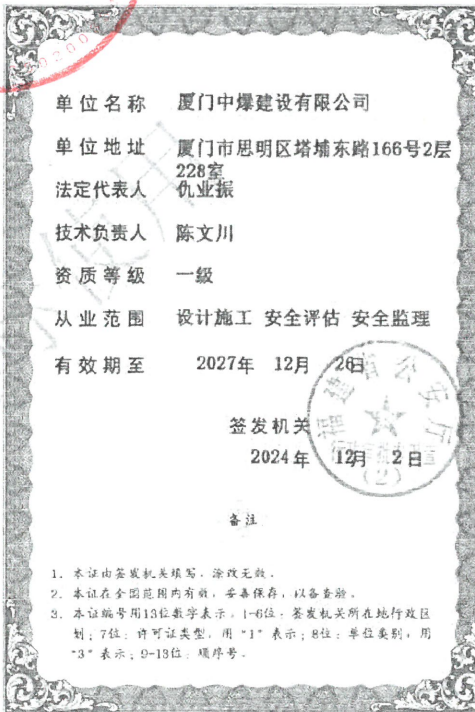 单位名称 厦门中爆建设有限公司
单位地址 厦门市思明区塔埔东路166号2层
228室
法定代表人 仇业振
技术负责人 陈文川
资质等级 一级
从业范围 设计施工 安全评估 安全监理
有效期至 2027年 12月 26日
福建省公安厅
签发机关
2024年 12月 2日
(2)
备注
1. 本证由签发机关填写，涂改无效。
2. 本证在全国范围内有效，妥善保存，以备查验。
3. 本证编号用13位数字表示。1-6位：签发机关所在地行政区
划；7位：许可证类型，用"1"表示；8位：单位类别，用
"3"表示；9-13位：顺序号。